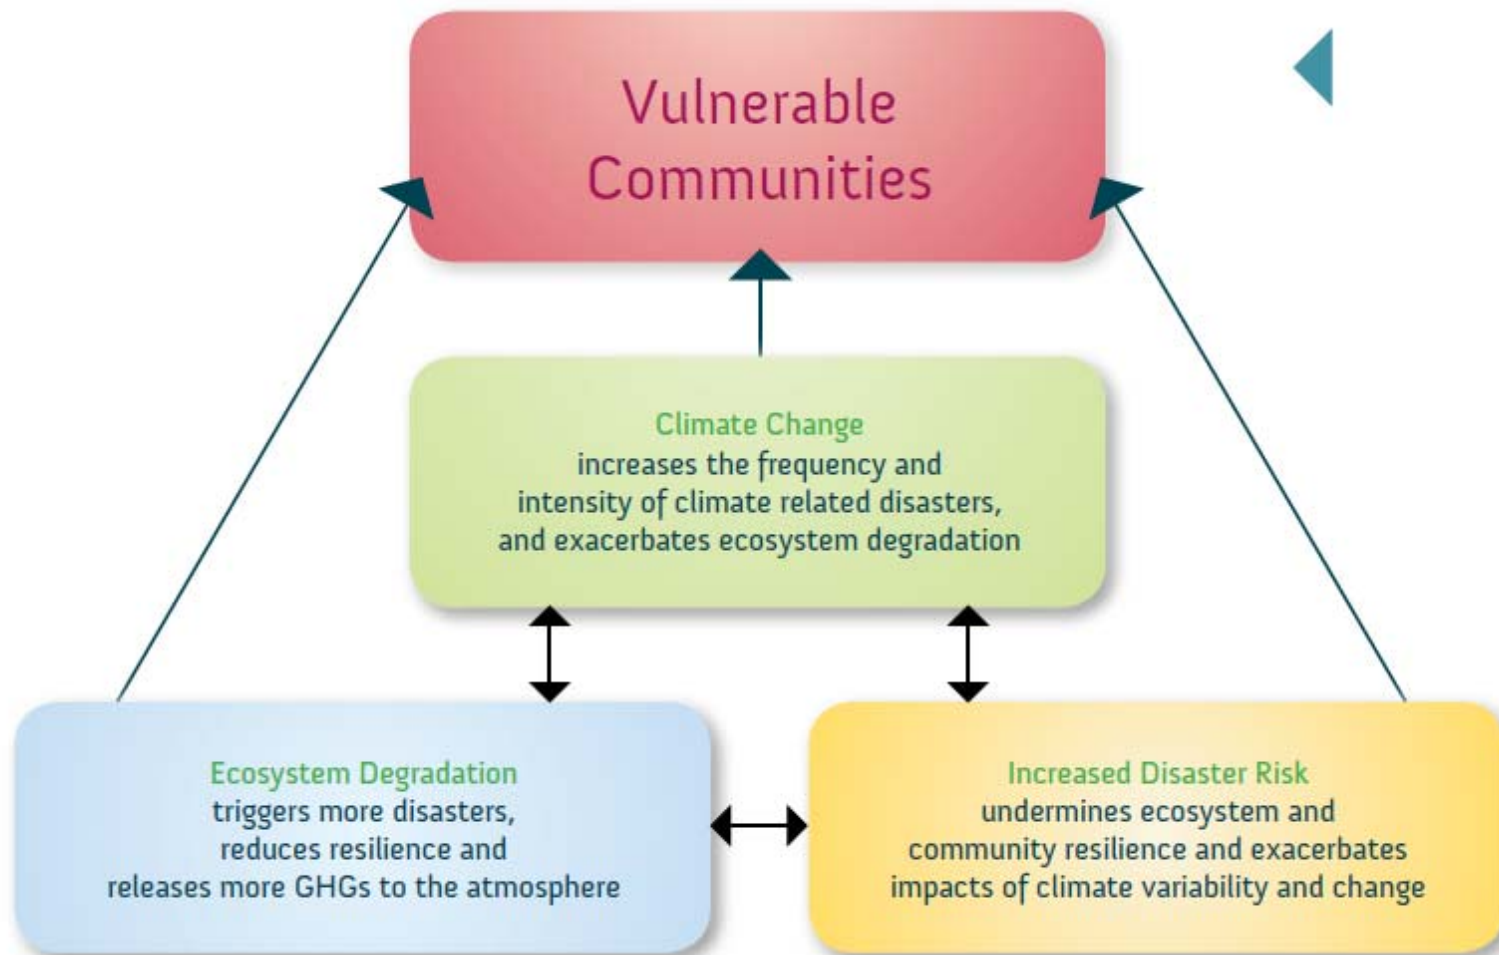 Vulnerable
Communities
Climate Change
increases the frequency and
intensity of climate related disasters,
and exacerbates ecosystem degradation
Ecosystem Degradation
triggers more disasters,
reduces resilience and
releases more GHGs to the atmosphere
Increased Disaster Risk
undermines ecosystem and
community resilience and exacerbates
impacts of climate variability and change